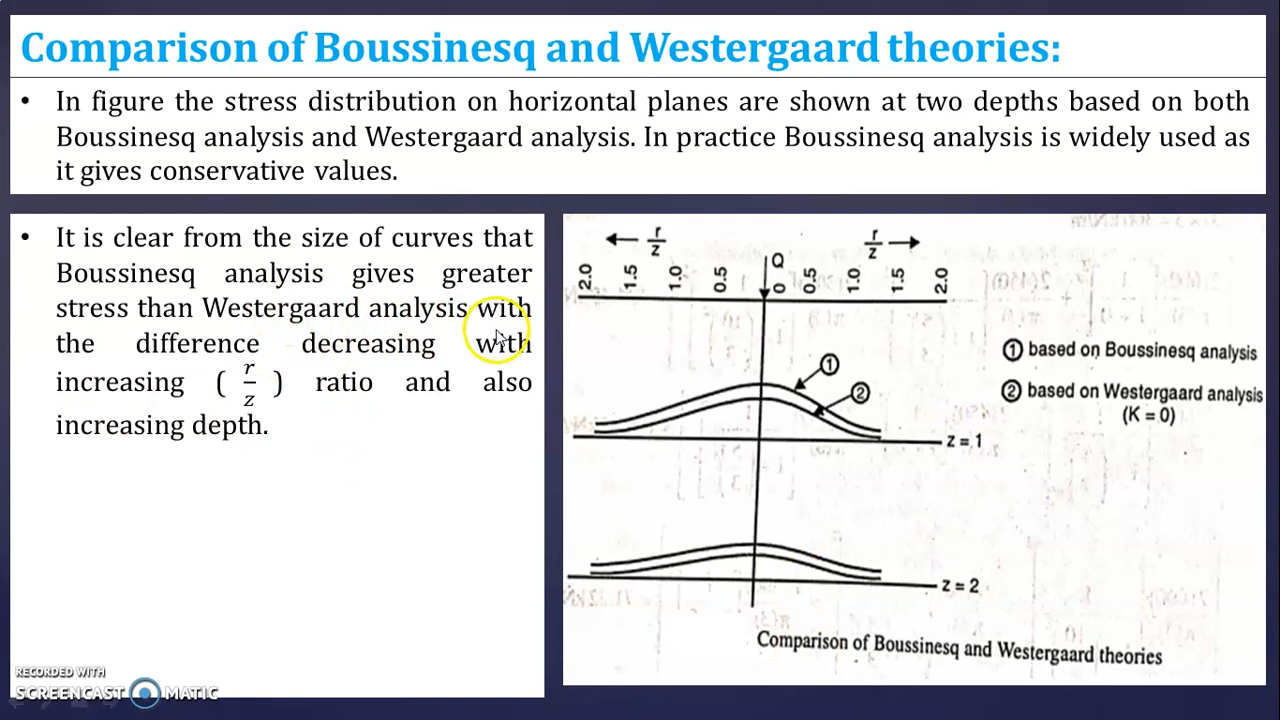 Comparison of Boussinesq and Westergaard theories:
• In figure the stress distribution on horizontal planes are shown at two depths based on both
Boussinesq analysis and Westergaard analysis. In practice Boussinesq analysis is widely used as
it gives conservative values.
• It is clear from the size of curves that
Boussinesq analysis gives greater
stress than Westergaard analysis with
the difference decreasing with
increasing ( r/z ) ratio and also
increasing depth.
← r/z r/z →
2.0 1.5 1.0 0.5 0 0.5 1.0 1.5 2.0
Q
① based on Boussinesq analysis
② based on Westergaard analysis
(K = 0)
①
②
z = 1
z = 2
Comparison of Boussinesq and Westergaard theories
RECORDED WITH
SCREENCAST MATIC